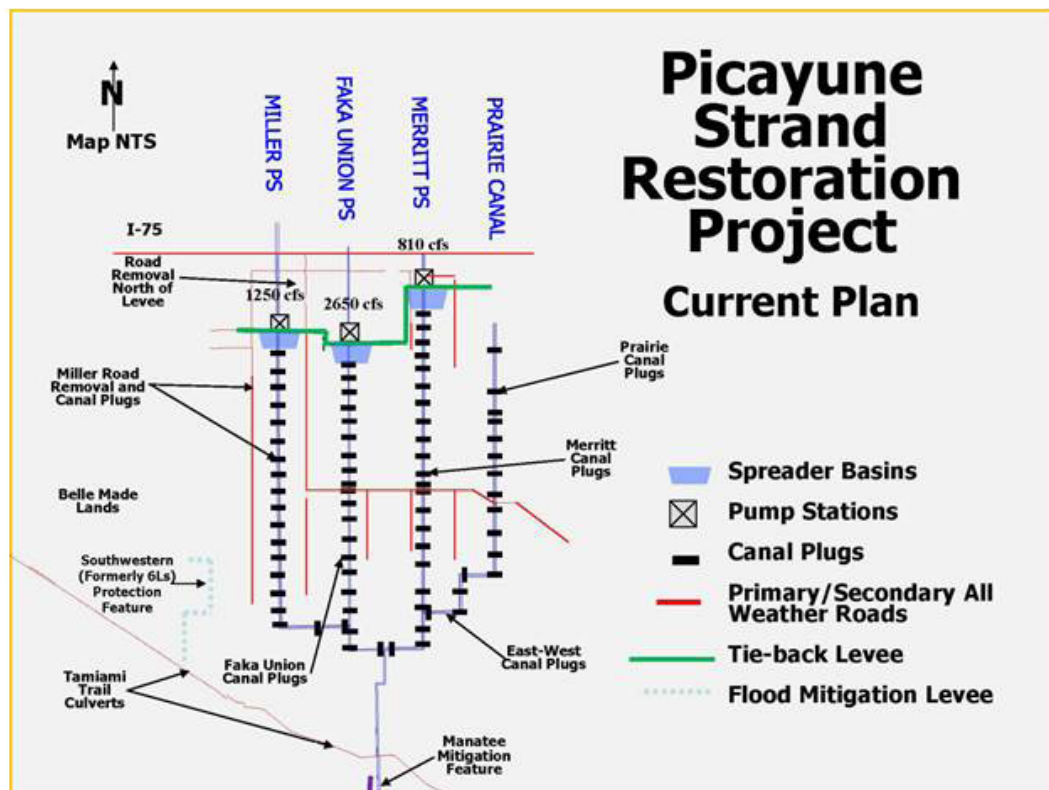 Picayune
Strand
Restoration
Project
Current Plan
N
Map NTS
MILLER PS
FAKA UNION PS
MERRITT PS
PRAIRIE CANAL
I-75
810 cfs
Road
Removal
North of
Levee
1250 cfs
2650 cfs
Miller Road
Removal and
Canal Plugs
Prairie
Canal
Plugs
Merritt
Canal
Plugs
Belle Made
Lands
Southwestern
(Formerly 6Ls)
Protection
Feature
Tamiami
Trail
Culverts
Faka Union
Canal Plugs
East-West
Canal Plugs
Manatee
Mitigation
Feature
Spreader Basins
Pump Stations
Canal Plugs
Primary/Secondary All
Weather Roads
Tie-back Levee
Flood Mitigation Levee